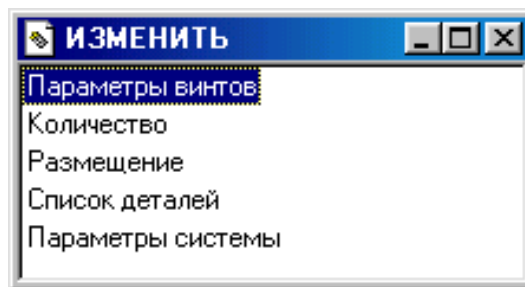 ИЗМЕНИТЬ
Параметры винтов
Количество
Размещение
Список деталей
Параметры системы